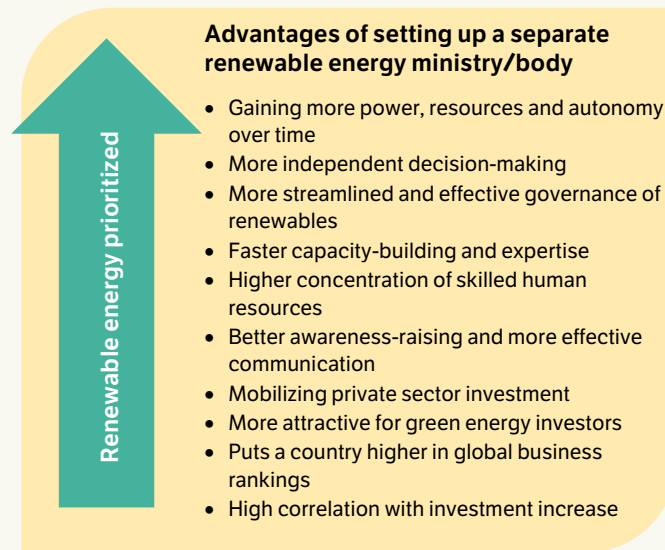 Advantages of setting up a separate
renewable energy ministry/body
• Gaining more power, resources and autonomy
over time
• More independent decision-making
• More streamlined and effective governance of
renewables
• Faster capacity-building and expertise
• Higher concentration of skilled human
resources
• Better awareness-raising and more effective
communication
• Mobilizing private sector investment
• More attractive for green energy investors
• Puts a country higher in global business
rankings
• High correlation with investment increase
Renewable energy prioritized